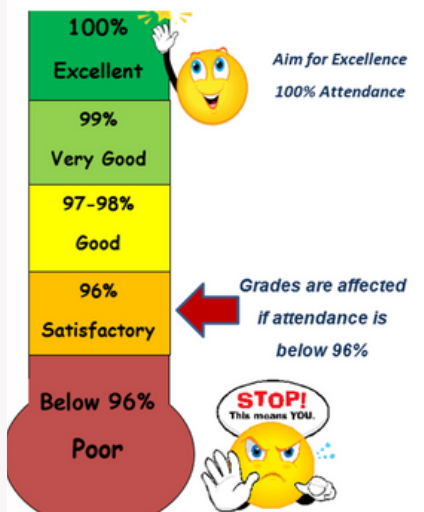 100%
Excellent
Aim for Excellence
100% Attendance
99%
Very Good
97-98%
Good
96%
Satisfactory
Grades are affected
if attendance is
below 96%
Below 96%
Poor
STOP!
This means YOU.